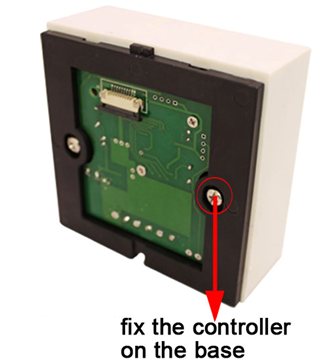 fix the controller
on the base